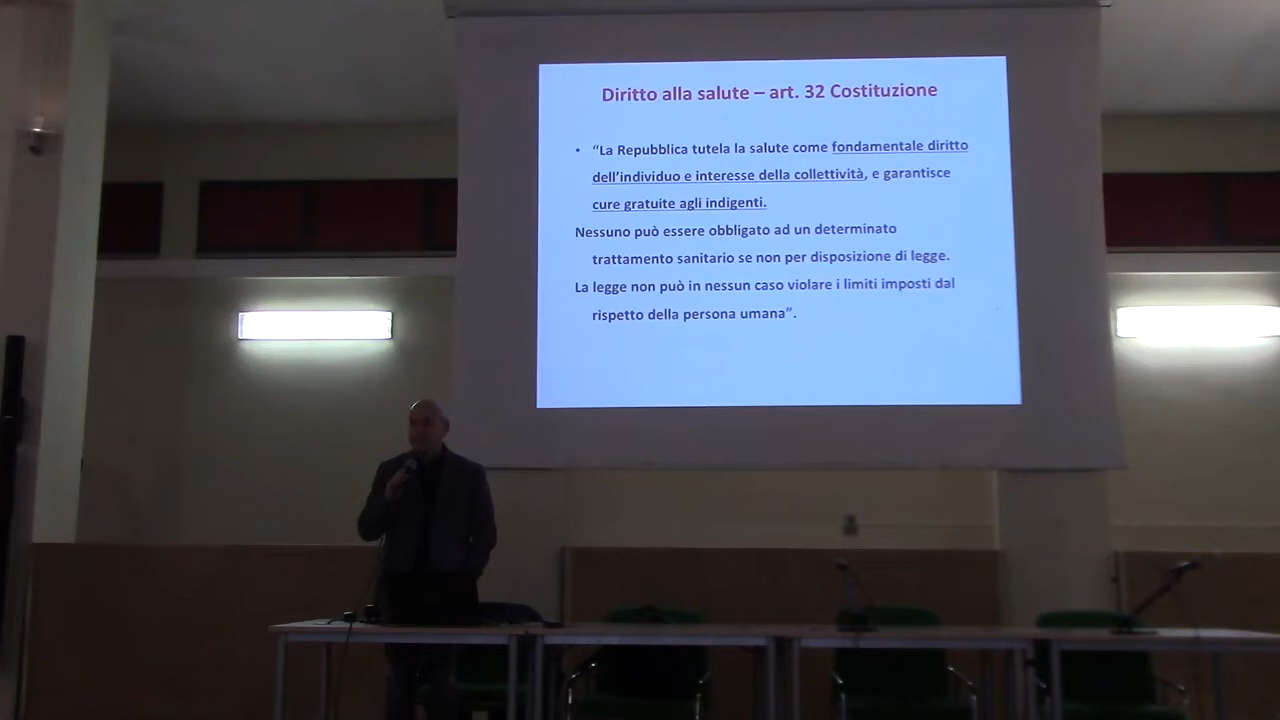 Diritto alla salute – art. 32 Costituzione
• “La Repubblica tutela la salute come fondamentale diritto
dell’individuo e interesse della collettività, e garantisce
cure gratuite agli indigenti.
Nessuno può essere obbligato ad un determinato
trattamento sanitario se non per disposizione di legge.
La legge non può in nessun caso violare i limiti imposti dal
rispetto della persona umana”.